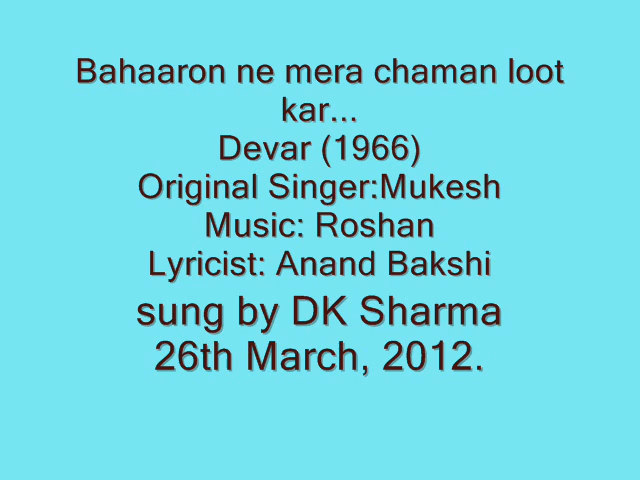 Bahaaron ne mera chaman loot
kar...
Devar (1966)
Original Singer:Mukesh
Music: Roshan
Lyricist: Anand Bakshi
sung by DK Sharma
26th March, 2012.